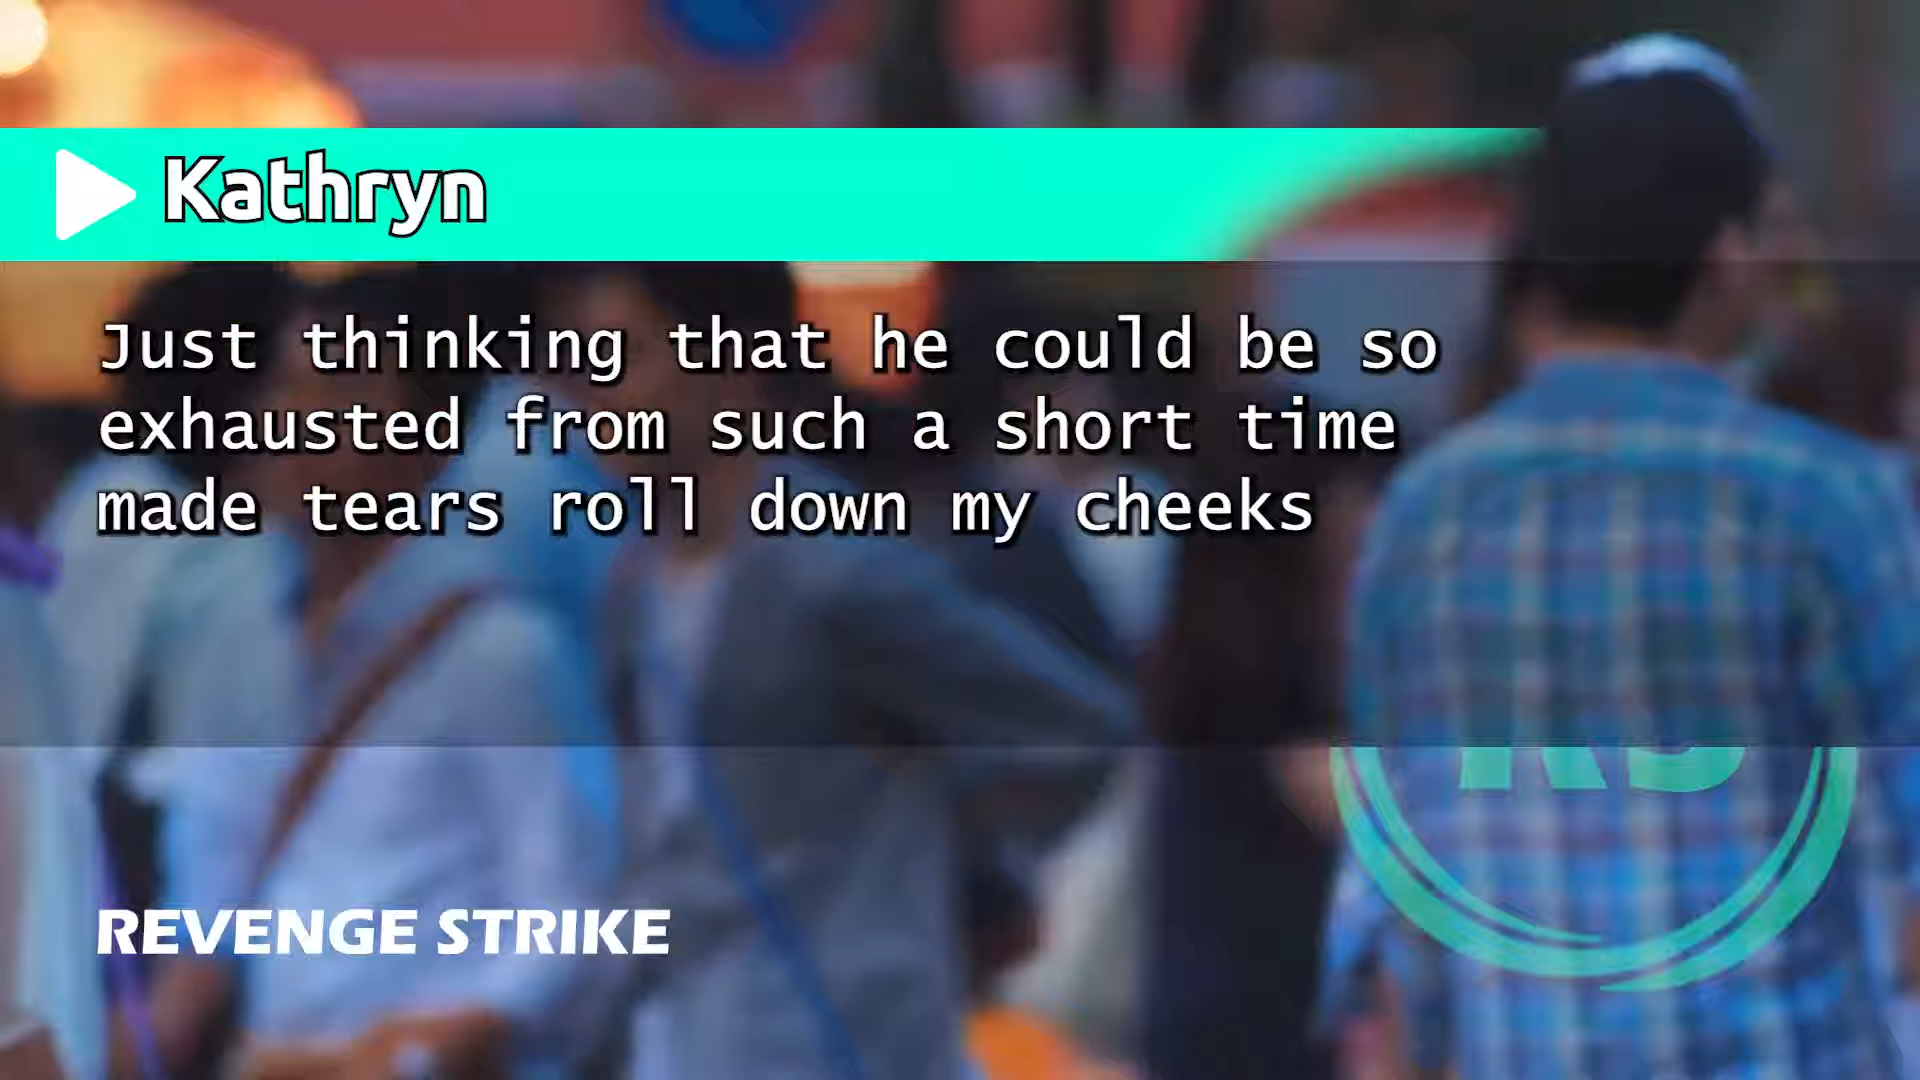 Kathryn
Just thinking that he could be so
exhausted from such a short time
made tears roll down my cheeks
RS
REVENGE STRIKE